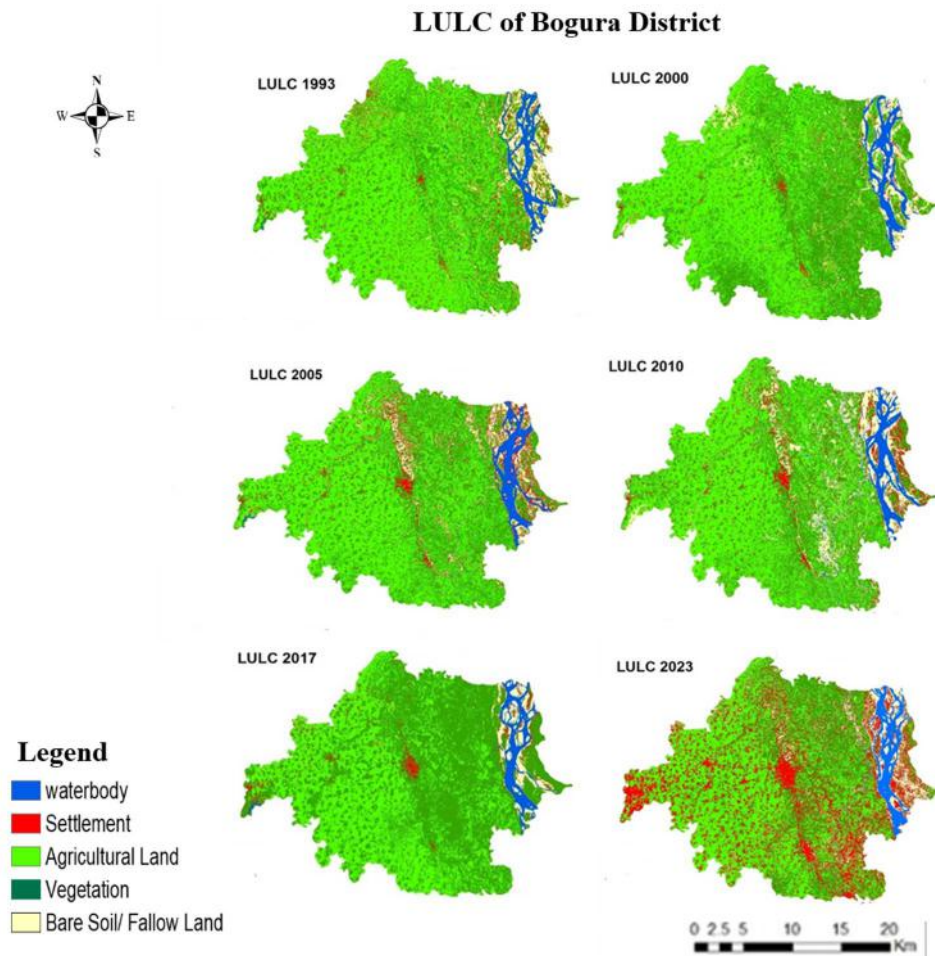 LULC of Bogura District
N
W E
S
LULC 1993
LULC 2000
LULC 2005
LULC 2010
LULC 2017
LULC 2023
Legend
waterbody
Settlement
Agricultural Land
Vegetation
Bare Soil/ Fallow Land
0 2.5 5 10 15 20
Km